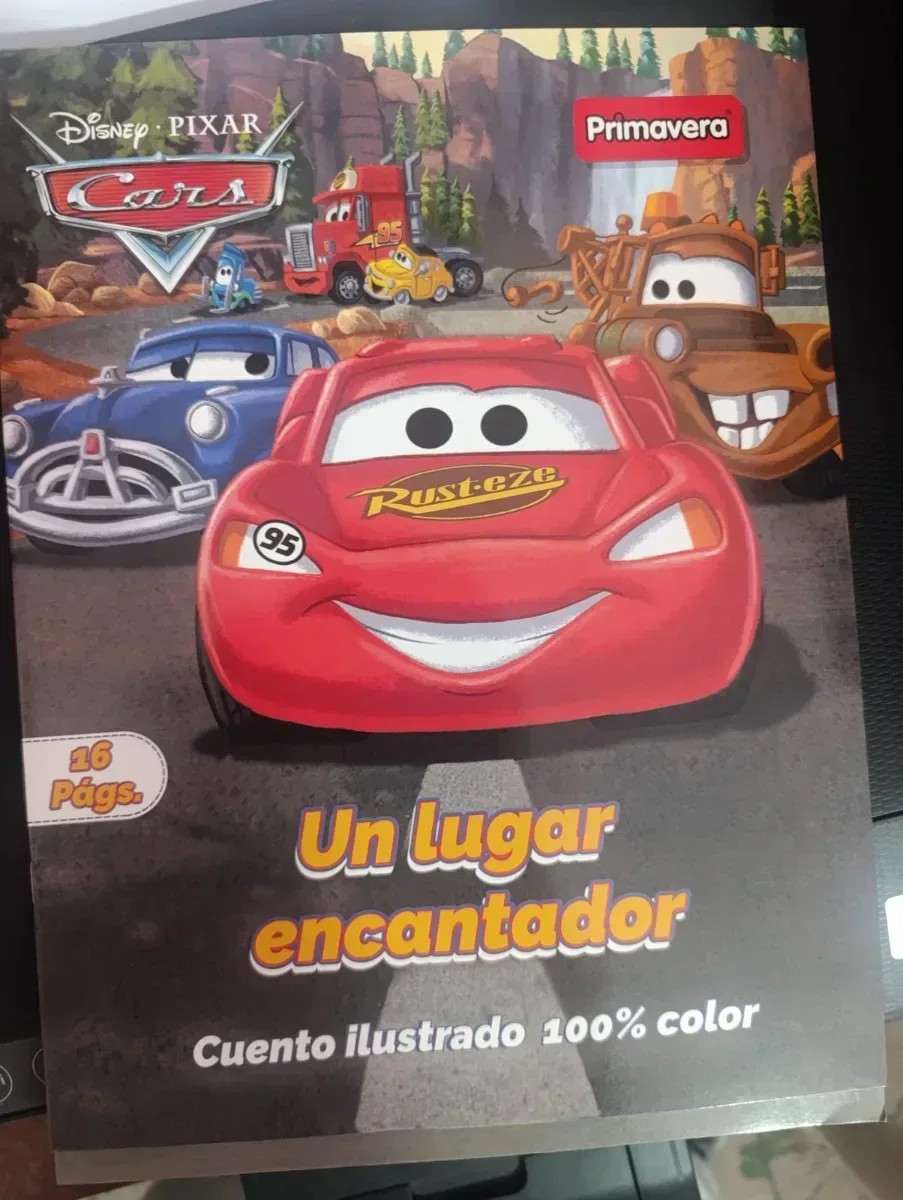 Disney · PIXAR
Cars
Primavera
95
Rust-eze
95
16
Págs.
Un lugar
encantador
Cuento ilustrado 100% color